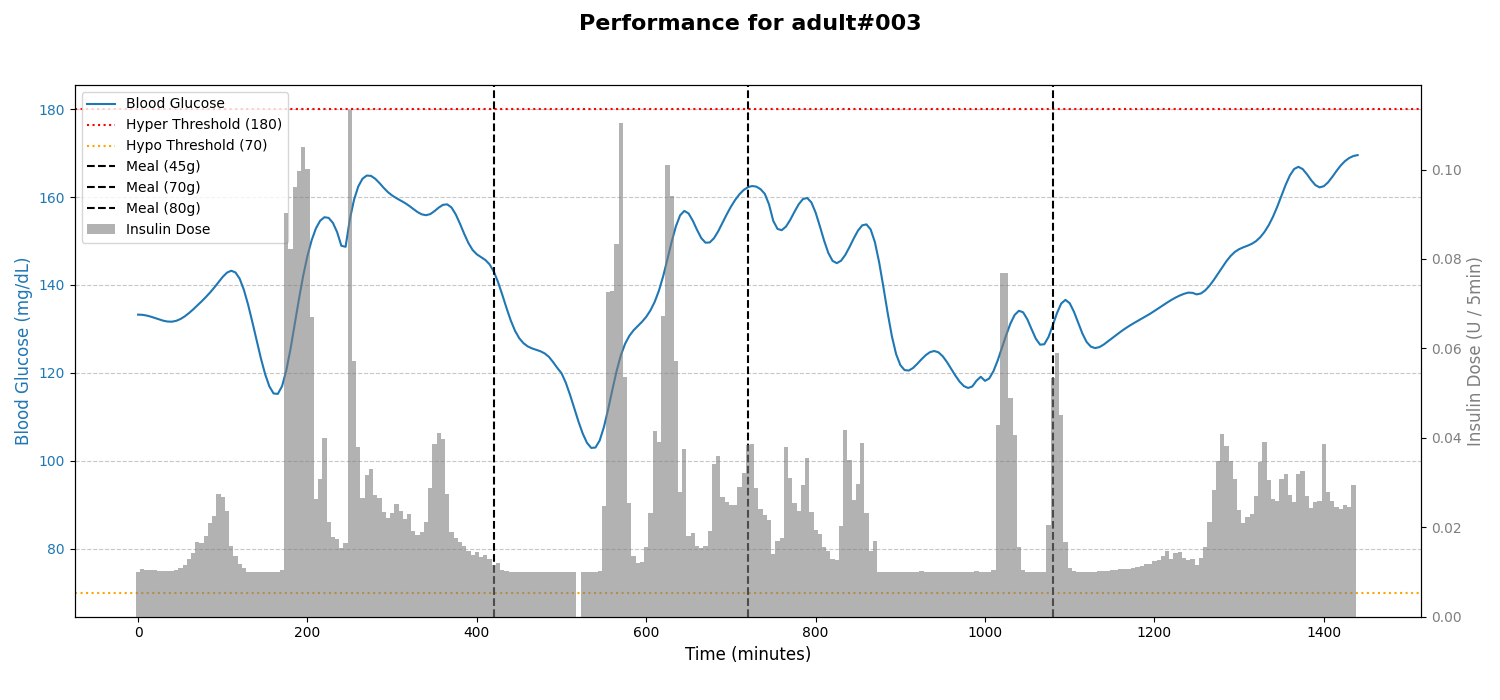 Performance for adult#003
Blood Glucose
Hyper Threshold (180)
Hypo Threshold (70)
Meal (45g)
Meal (70g)
Meal (80g)
Insulin Dose
180
160
140
120
100
80
Blood Glucose (mg/dL)
0.10
0.08
0.06
0.04
0.02
0.00
Insulin Dose (U / 5min)
0 200 400 600 800 1000 1200 1400
Time (minutes)